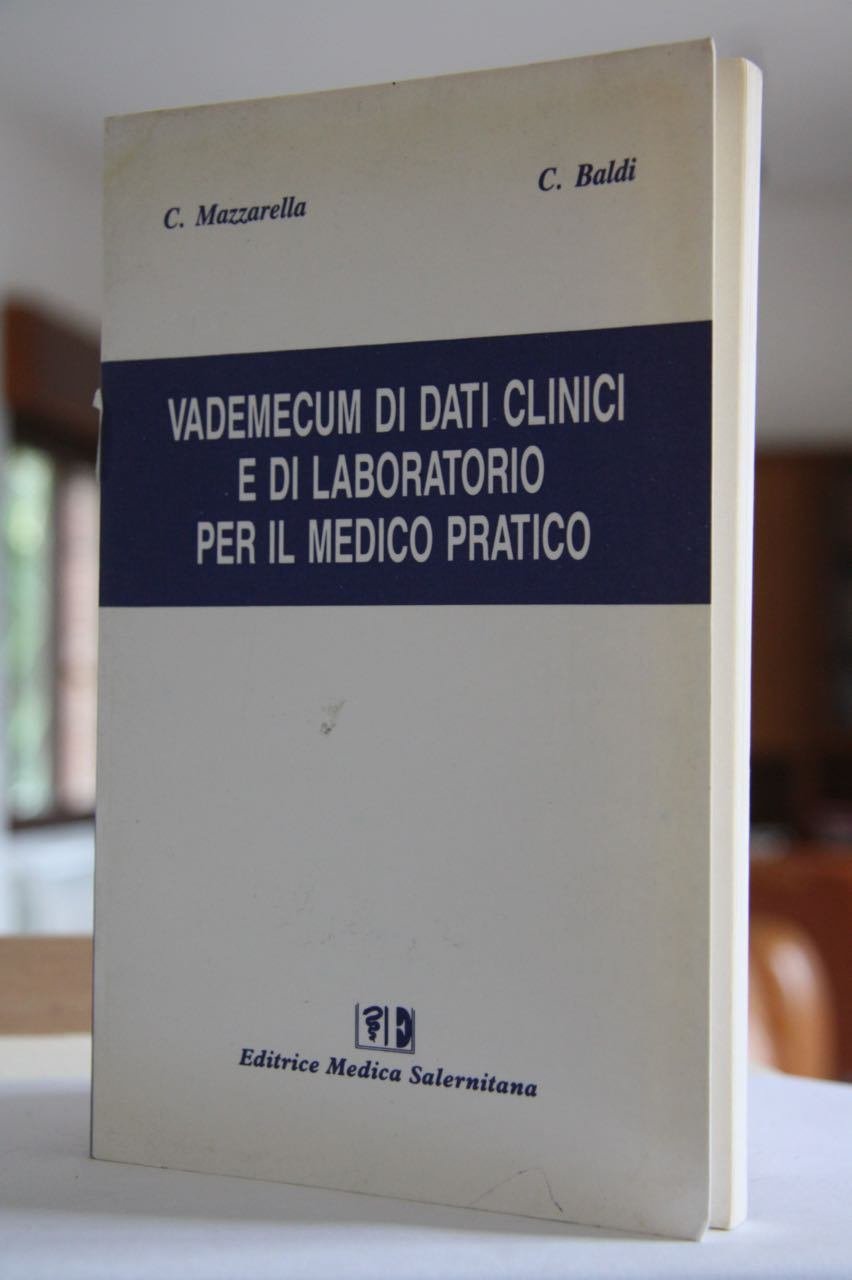 C. Mazzarella
C. Baldi
VADEMECUM DI DATI CLINICI
E DI LABORATORIO
PER IL MEDICO PRATICO
E
Editrice Medica Salernitana